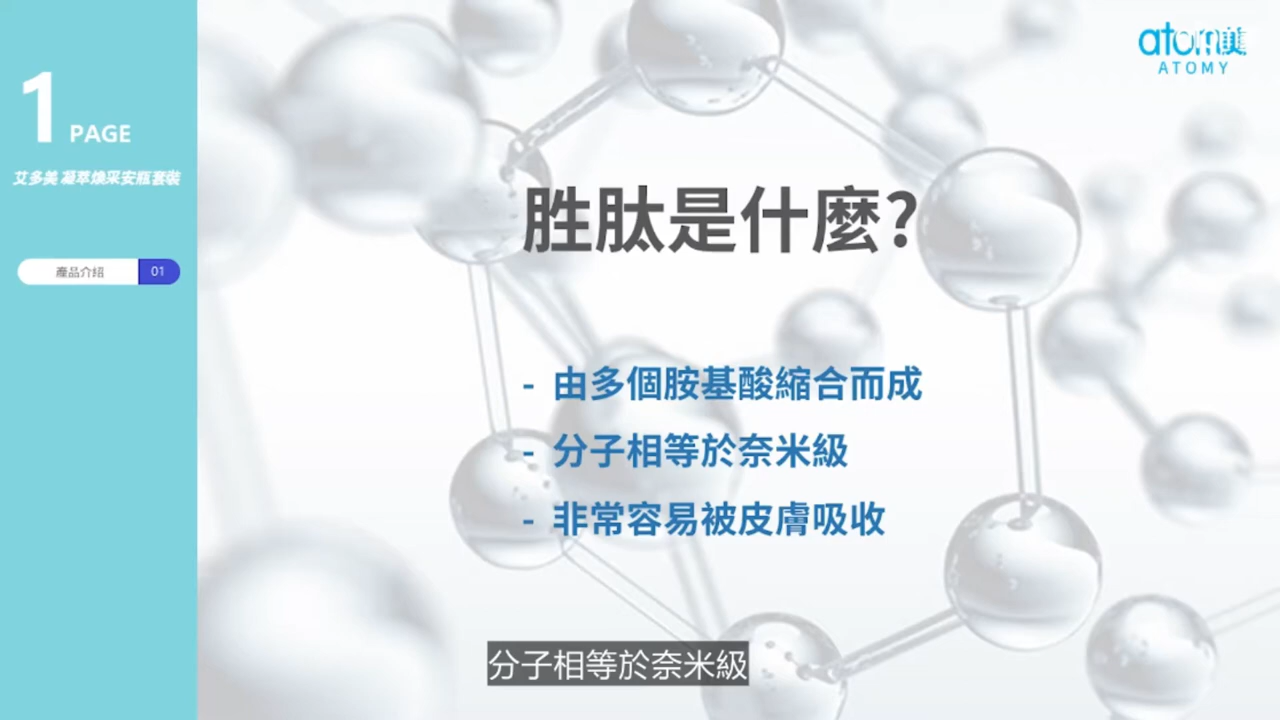 1 PAGE
艾多美 凝萃煥采安瓶套裝
產品介紹 01
ATOMY
胜肽是什麼?
- 由多個胺基酸縮合而成
- 分子相等於奈米級
- 非常容易被皮膚吸收
分子相等於奈米級